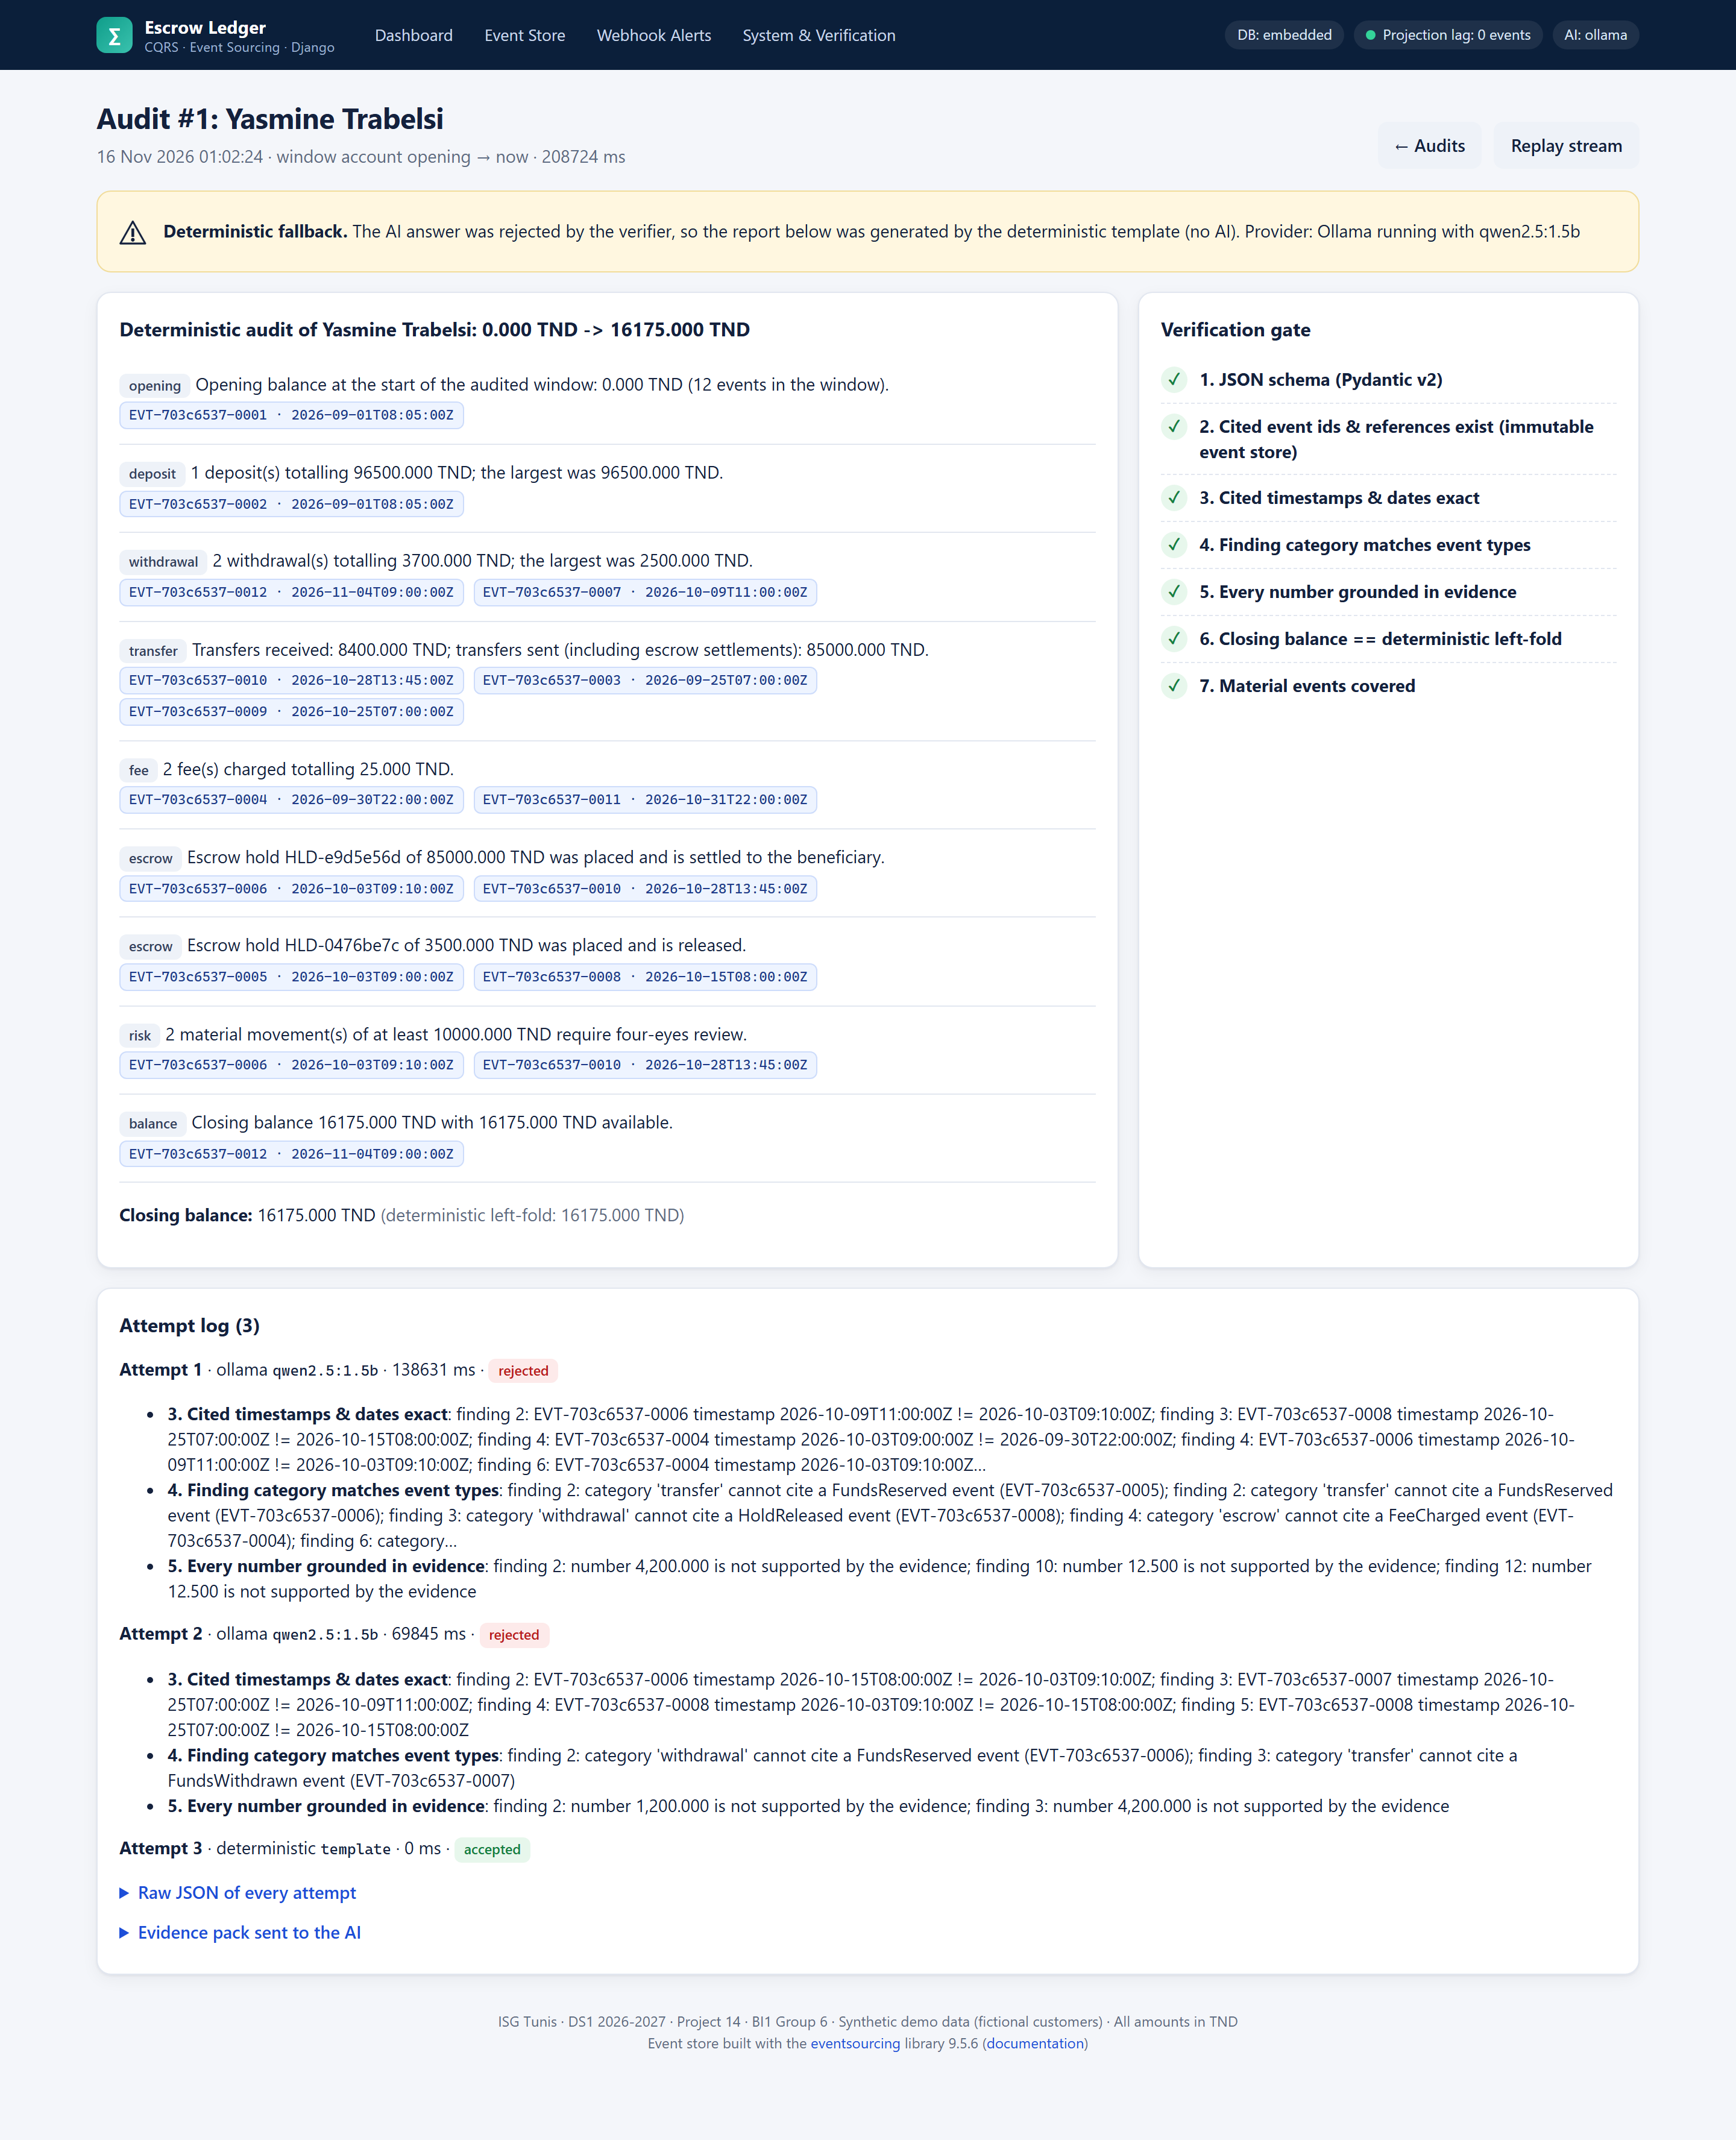 Σ
Escrow Ledger
CQRS · Event Sourcing · Django
Dashboard
Event Store
Webhook Alerts
System & Verification
DB: embedded
Projection lag: 0 events
AI: ollama
Audit #1: Yasmine Trabelsi
16 Nov 2026 01:02:24 · window account opening → now · 208724 ms
← Audits
Replay stream
Deterministic fallback. The AI answer was rejected by the verifier, so the report below was generated by the deterministic template (no AI). Provider: Ollama running with qwen2.5:1.5b
Deterministic audit of Yasmine Trabelsi: 0.000 TND -> 16175.000 TND
opening Opening balance at the start of the audited window: 0.000 TND (12 events in the window).
EVT-703c6537-0001 · 2026-09-01T08:05:00Z
deposit 1 deposit(s) totalling 96500.000 TND; the largest was 96500.000 TND.
EVT-703c6537-0002 · 2026-09-01T08:05:00Z
withdrawal 2 withdrawal(s) totalling 3700.000 TND; the largest was 2500.000 TND.
EVT-703c6537-0012 · 2026-11-04T09:00:00Z EVT-703c6537-0007 · 2026-10-09T11:00:00Z
transfer Transfers received: 8400.000 TND; transfers sent (including escrow settlements): 85000.000 TND.
EVT-703c6537-0010 · 2026-10-28T13:45:00Z EVT-703c6537-0003 · 2026-09-25T07:00:00Z
EVT-703c6537-0009 · 2026-10-25T07:00:00Z
fee 2 fee(s) charged totalling 25.000 TND.
EVT-703c6537-0004 · 2026-09-30T22:00:00Z EVT-703c6537-0011 · 2026-10-31T22:00:00Z
escrow Escrow hold HLD-e9d5e56d of 85000.000 TND was placed and is settled to the beneficiary.
EVT-703c6537-0006 · 2026-10-03T09:10:00Z EVT-703c6537-0010 · 2026-10-28T13:45:00Z
escrow Escrow hold HLD-0476be7c of 3500.000 TND was placed and is released.
EVT-703c6537-0005 · 2026-10-03T09:00:00Z EVT-703c6537-0008 · 2026-10-15T08:00:00Z
risk 2 material movement(s) of at least 10000.000 TND require four-eyes review.
EVT-703c6537-0006 · 2026-10-03T09:10:00Z EVT-703c6537-0010 · 2026-10-28T13:45:00Z
balance Closing balance 16175.000 TND with 16175.000 TND available.
EVT-703c6537-0012 · 2026-11-04T09:00:00Z
Closing balance: 16175.000 TND (deterministic left-fold: 16175.000 TND)
Verification gate
✓ 1. JSON schema (Pydantic v2)
✓ 2. Cited event ids & references exist (immutable
event store)
✓ 3. Cited timestamps & dates exact
✓ 4. Finding category matches event types
✓ 5. Every number grounded in evidence
✓ 6. Closing balance == deterministic left-fold
✓ 7. Material events covered
Attempt log (3)
Attempt 1 · ollama qwen2.5:1.5b · 138631 ms · rejected
• 3. Cited timestamps & dates exact: finding 2: EVT-703c6537-0006 timestamp 2026-10-09T11:00:00Z != 2026-10-03T09:10:00Z; finding 3: EVT-703c6537-0008 timestamp 2026-10-
25T07:00:00Z != 2026-10-15T08:00:00Z; finding 4: EVT-703c6537-0004 timestamp 2026-10-03T09:00:00Z != 2026-09-30T22:00:00Z; finding 4: EVT-703c6537-0006 timestamp 2026-10-
09T11:00:00Z != 2026-10-03T09:10:00Z; finding 6: EVT-703c6537-0004 timestamp 2026-10-03T09:10:00Z...
• 4. Finding category matches event types: finding 2: category 'transfer' cannot cite a FundsReserved event (EVT-703c6537-0005); finding 2: category 'transfer' cannot cite a FundsReserved
event (EVT-703c6537-0006); finding 3: category 'withdrawal' cannot cite a HoldReleased event (EVT-703c6537-0008); finding 4: category 'escrow' cannot cite a FeeCharged event (EVT-
703c6537-0004); finding 6: category...
• 5. Every number grounded in evidence: finding 2: number 4,200.000 is not supported by the evidence; finding 10: number 12.500 is not supported by the evidence; finding 12: number
12.500 is not supported by the evidence
Attempt 2 · ollama qwen2.5:1.5b · 69845 ms · rejected
• 3. Cited timestamps & dates exact: finding 2: EVT-703c6537-0006 timestamp 2026-10-15T08:00:00Z != 2026-10-03T09:10:00Z; finding 3: EVT-703c6537-0007 timestamp 2026-10-
25T07:00:00Z != 2026-10-09T11:00:00Z; finding 4: EVT-703c6537-0008 timestamp 2026-10-03T09:10:00Z != 2026-10-15T08:00:00Z; finding 5: EVT-703c6537-0008 timestamp 2026-10-
25T07:00:00Z != 2026-10-15T08:00:00Z
• 4. Finding category matches event types: finding 2: category 'withdrawal' cannot cite a FundsReserved event (EVT-703c6537-0006); finding 3: category 'transfer' cannot cite a
FundsWithdrawn event (EVT-703c6537-0007)
• 5. Every number grounded in evidence: finding 2: number 1,200.000 is not supported by the evidence; finding 3: number 4,200.000 is not supported by the evidence
Attempt 3 · deterministic template · 0 ms · accepted
▶ Raw JSON of every attempt
▶ Evidence pack sent to the AI
ISG Tunis · DS1 2026-2027 · Project 14 · BI1 Group 6 · Synthetic demo data (fictional customers) · All amounts in TND
Event store built with the eventsourcing library 9.5.6 (documentation)